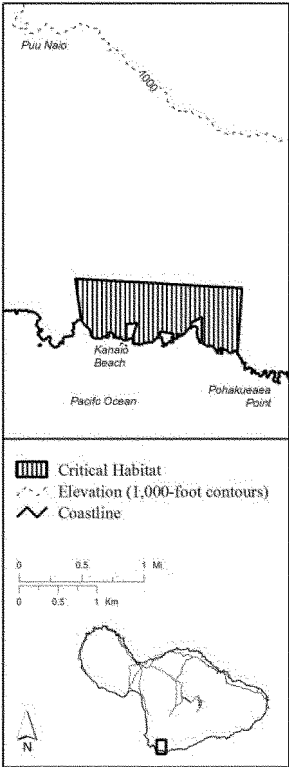 Puu Naio
1000
Kanaio
Beach
Pohakueaea
Point
Pacifc Ocean
Critical Habitat
Elevation (1,000-foot contours)
Coastline
0 0.5 1 Mi
0 0.5 1 Km
N